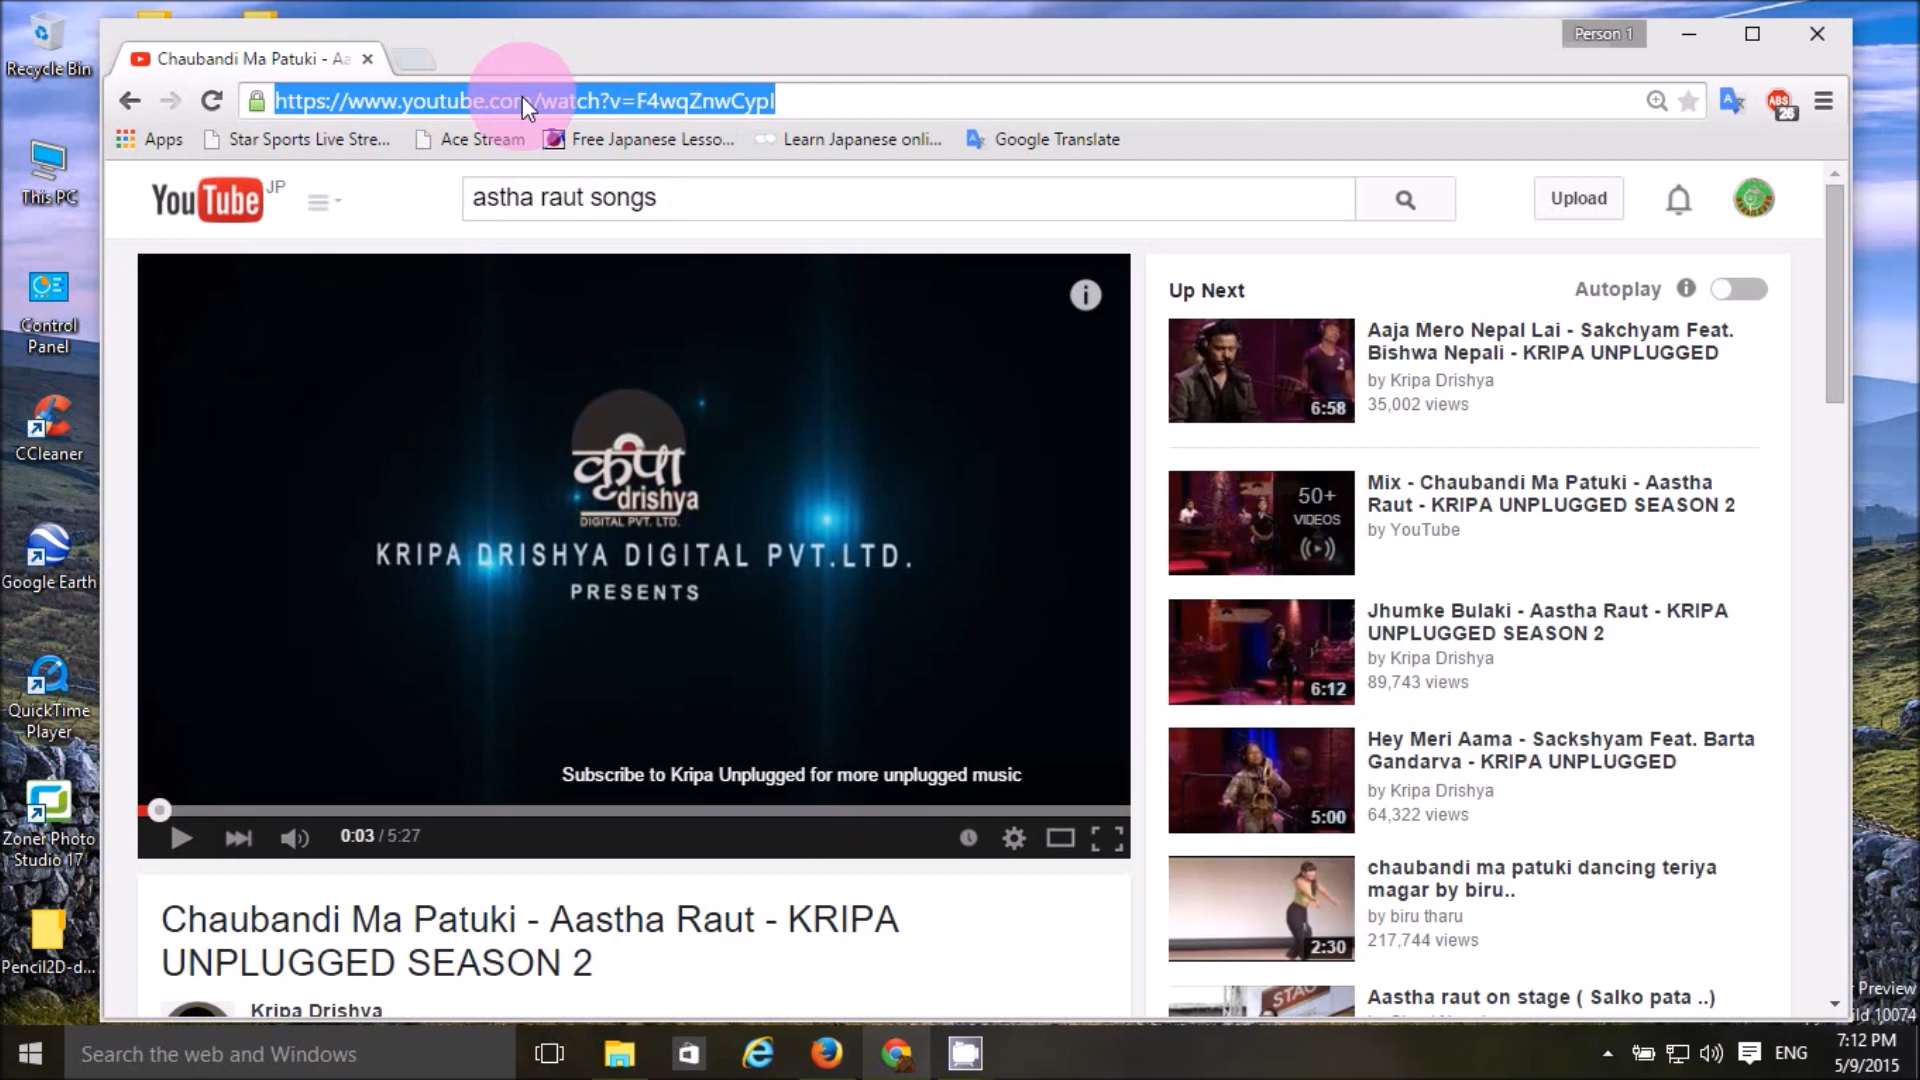 Recycle Bin
This PC
Control
Panel
CCleaner
Google Earth
QuickTime
Player
Zoner Photo
Studio 17
Pencil2D-d...
Chaubandi Ma Patuki - Aa
Person 1
https://www.youtube.com/watch?v=F4wqZnwCypI
ABS
26
Apps
Star Sports Live Stre...
Ace Stream
Free Japanese Lesso...
Learn Japanese onli...
Google Translate
YouTube JP
astha raut songs
Upload
कृपा
drishya
DIGITAL PVT. LTD.
KRIPA DRISHYA DIGITAL PVT.LTD.
PRESENTS
Subscribe to Kripa Unplugged for more unplugged music
0:03 / 5:27
Chaubandi Ma Patuki - Aastha Raut - KRIPA
UNPLUGGED SEASON 2
Kripa Drishya
Up Next
Autoplay
Aaja Mero Nepal Lai - Sakchyam Feat.
Bishwa Nepali - KRIPA UNPLUGGED
by Kripa Drishya
35,002 views
6:58
Mix - Chaubandi Ma Patuki - Aastha
Raut - KRIPA UNPLUGGED SEASON 2
by YouTube
50+
VIDEOS
Jhumke Bulaki - Aastha Raut - KRIPA
UNPLUGGED SEASON 2
by Kripa Drishya
89,743 views
6:12
Hey Meri Aama - Sackshyam Feat. Barta
Gandarva - KRIPA UNPLUGGED
by Kripa Drishya
64,322 views
5:00
chaubandi ma patuki dancing teriya
magar by biru..
by biru tharu
217,744 views
2:30
Aastha raut on stage ( Salko pata ..)
Preview
10074
Search the web and Windows
ENG
7:12 PM
5/9/2015